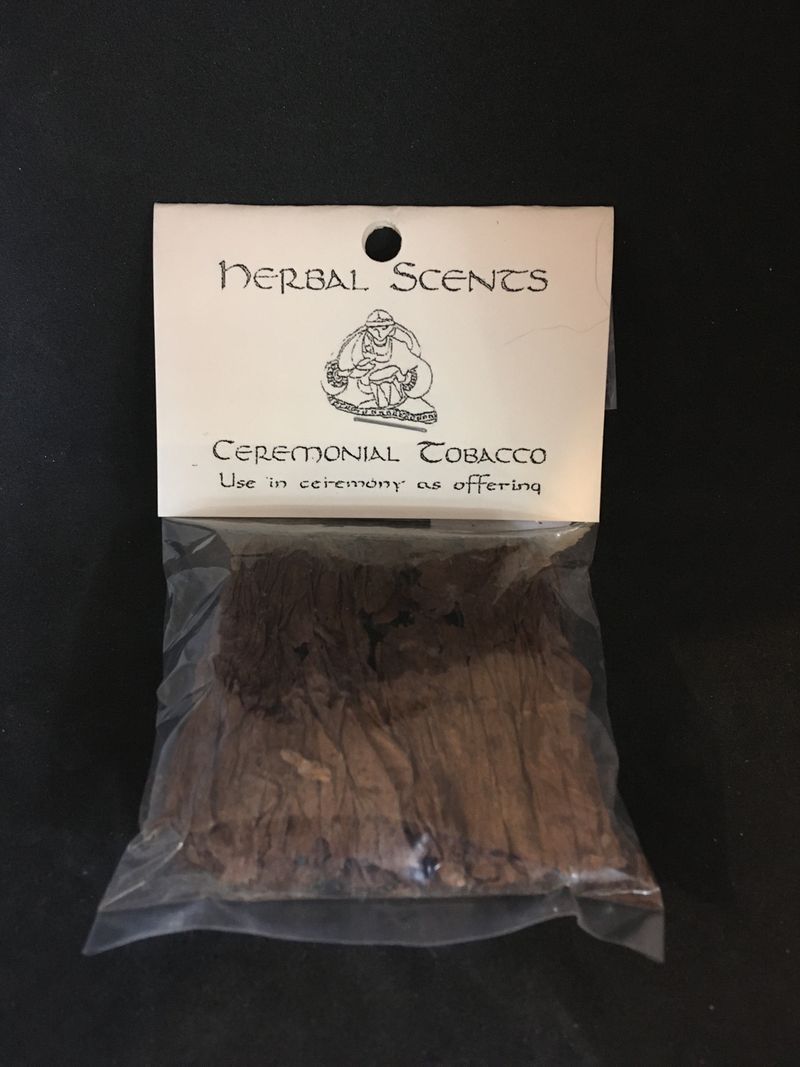 Herbal Scents
Ceremonial Tobacco
Use in ceremony as offering